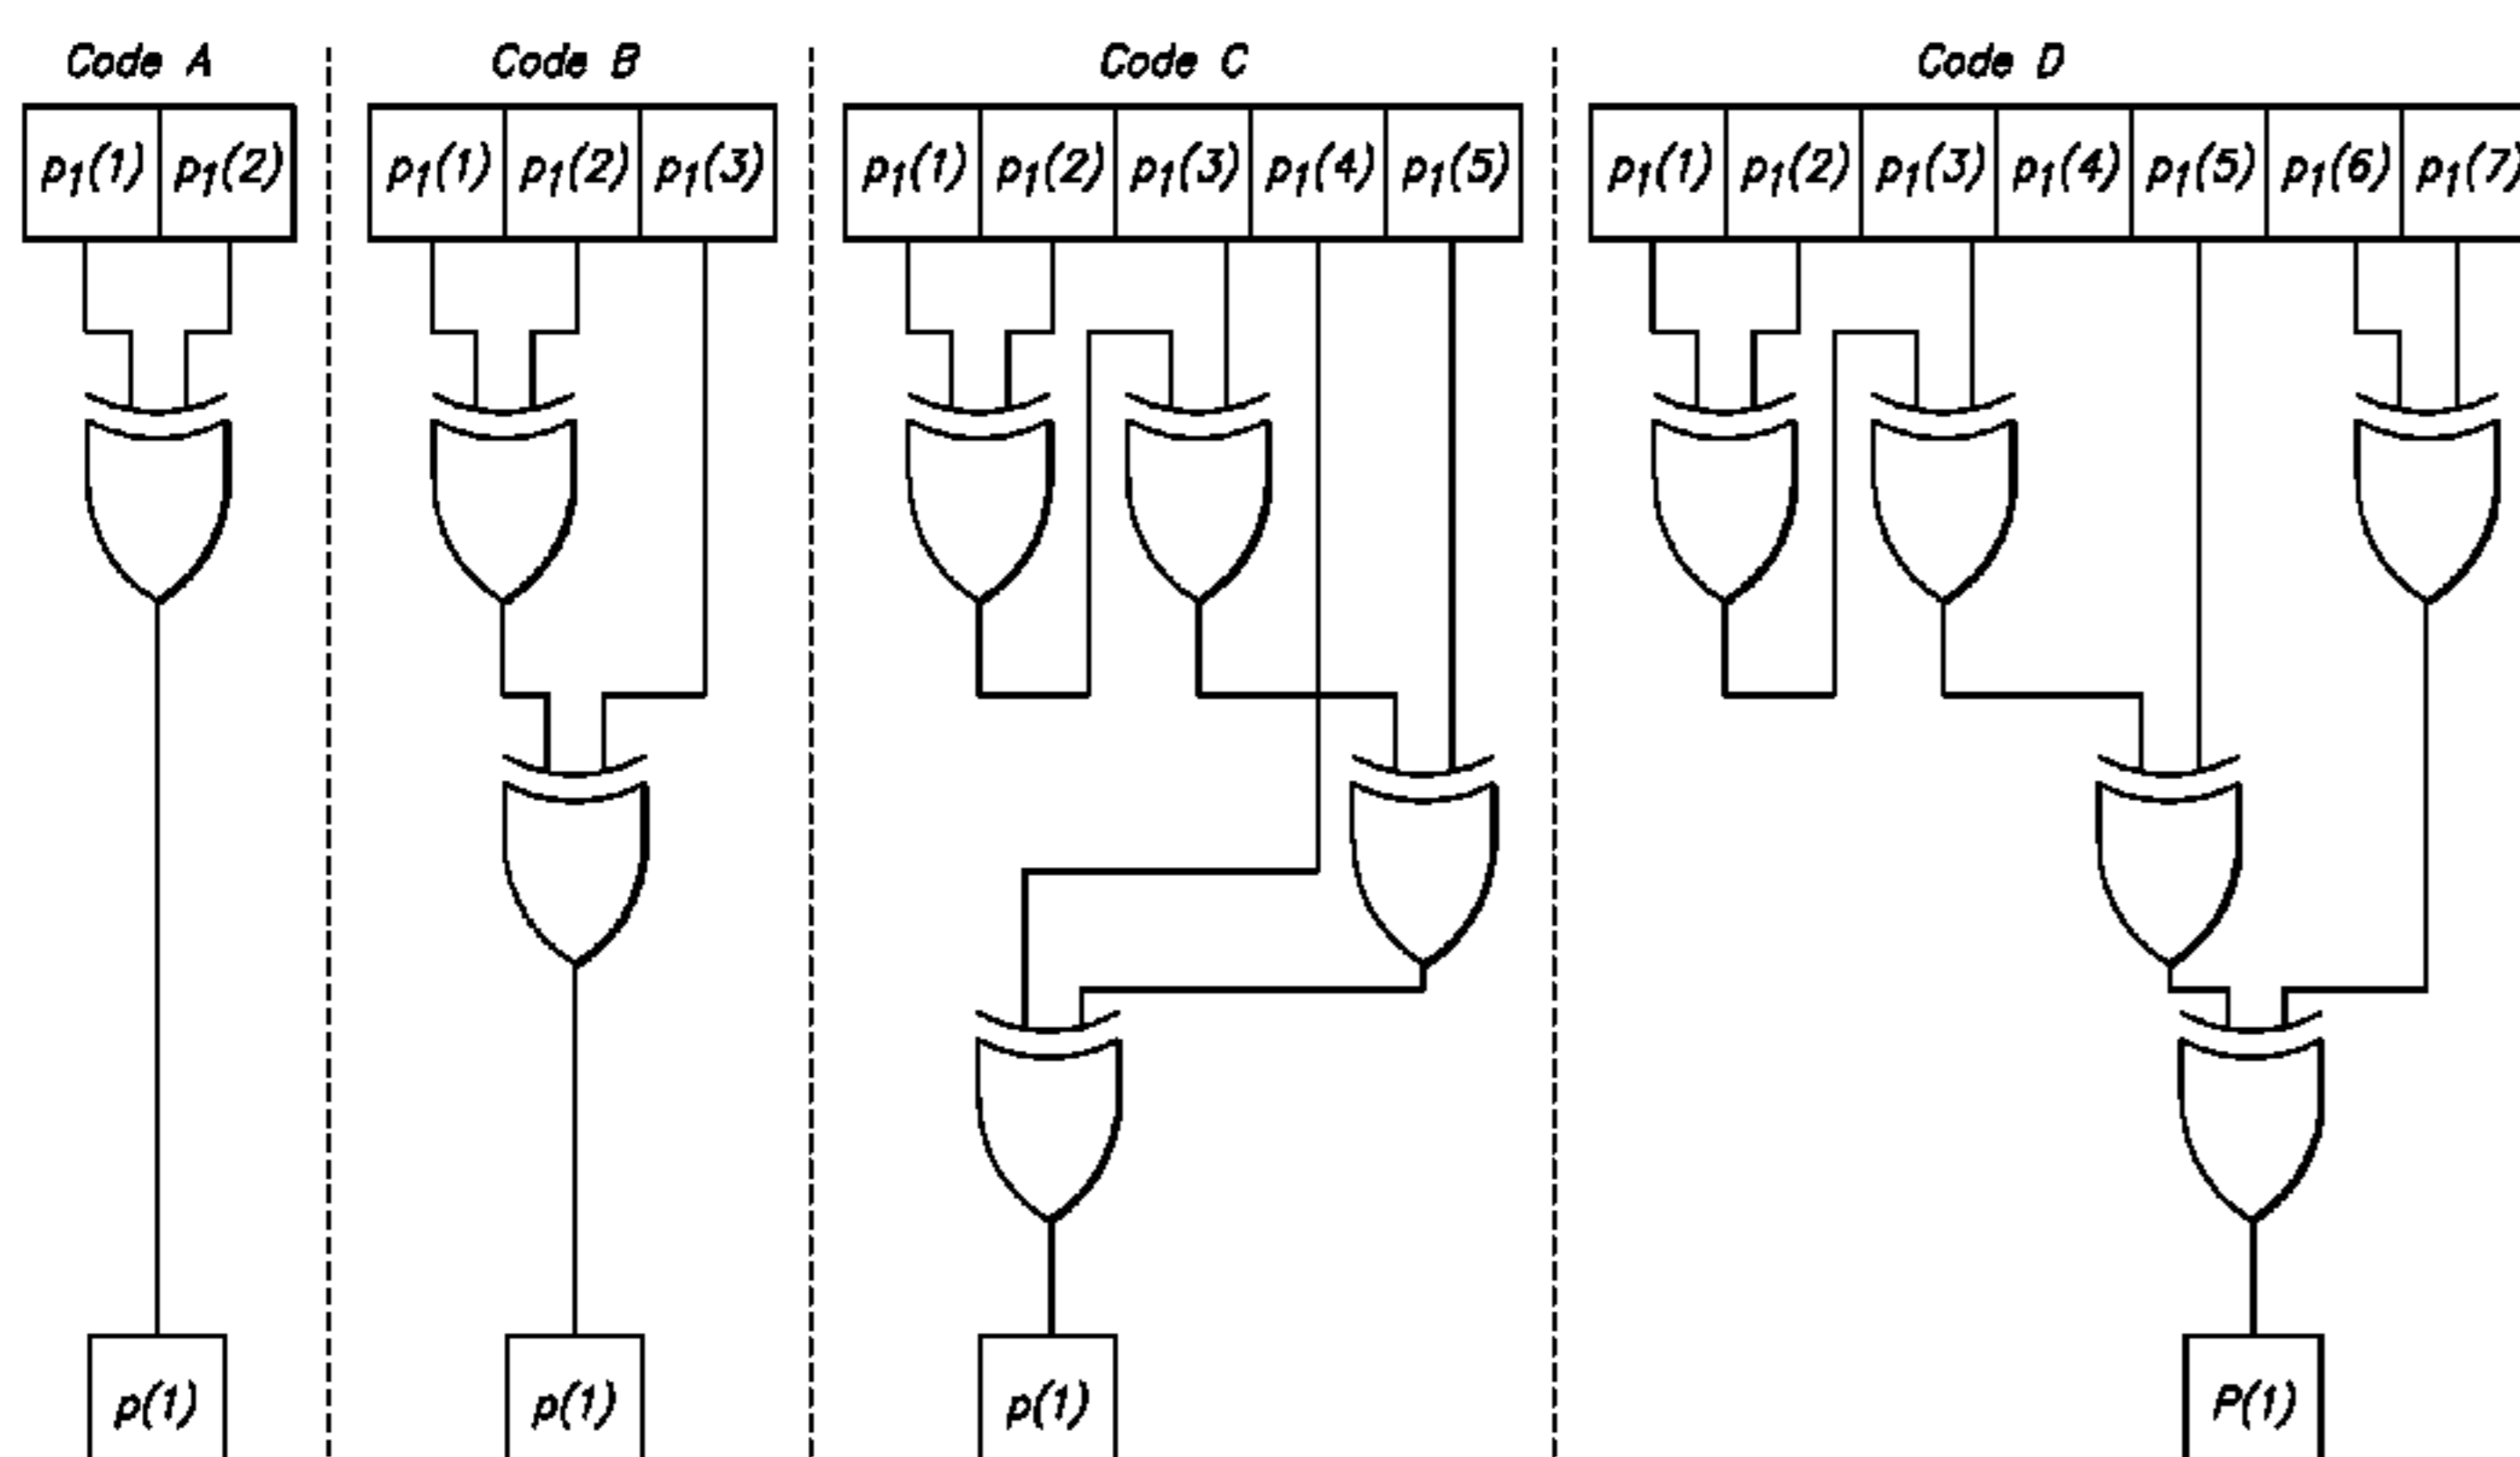 Code A Code B Code C Code D
p1(1) p1(2) p1(1) p1(2) p1(3) p1(1) p1(2) p1(3) p1(4) p1(5) p1(1) p1(2) p1(3) p1(4) p1(5) p1(6) p1(7)
p(1) p(1) p(1) P(1)